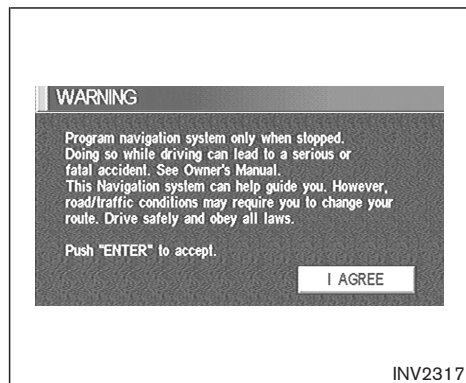 WARNING
Program navigation system only when stopped.
Doing so while driving can lead to a serious or
fatal accident. See Owner's Manual.
This Navigation system can help guide you. However,
road/traffic conditions may require you to change your
route. Drive safely and obey all laws.
Push "ENTER" to accept.
I AGREE
INV2317